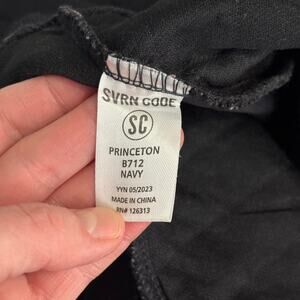 SVRN CODE
SC
PRINCETON
B712
NAVY
YYN 05/2023
MADE IN CHINA
RN# 126313